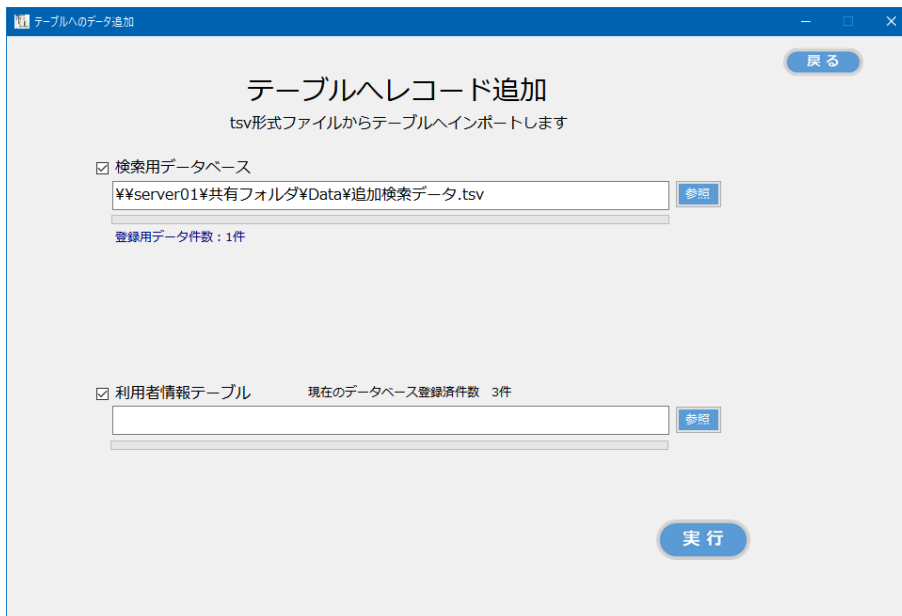 テーブルへのデータ追加
戻る
テーブルへレコード追加
tsv形式ファイルからテーブルへインポートします
検索用データベース
¥¥server01¥共有フォルダ¥Data¥追加検索データ.tsv
参照
登録用データ件数：1件
利用者情報テーブル 現在のデータベース登録済件数 3件
参照
実行